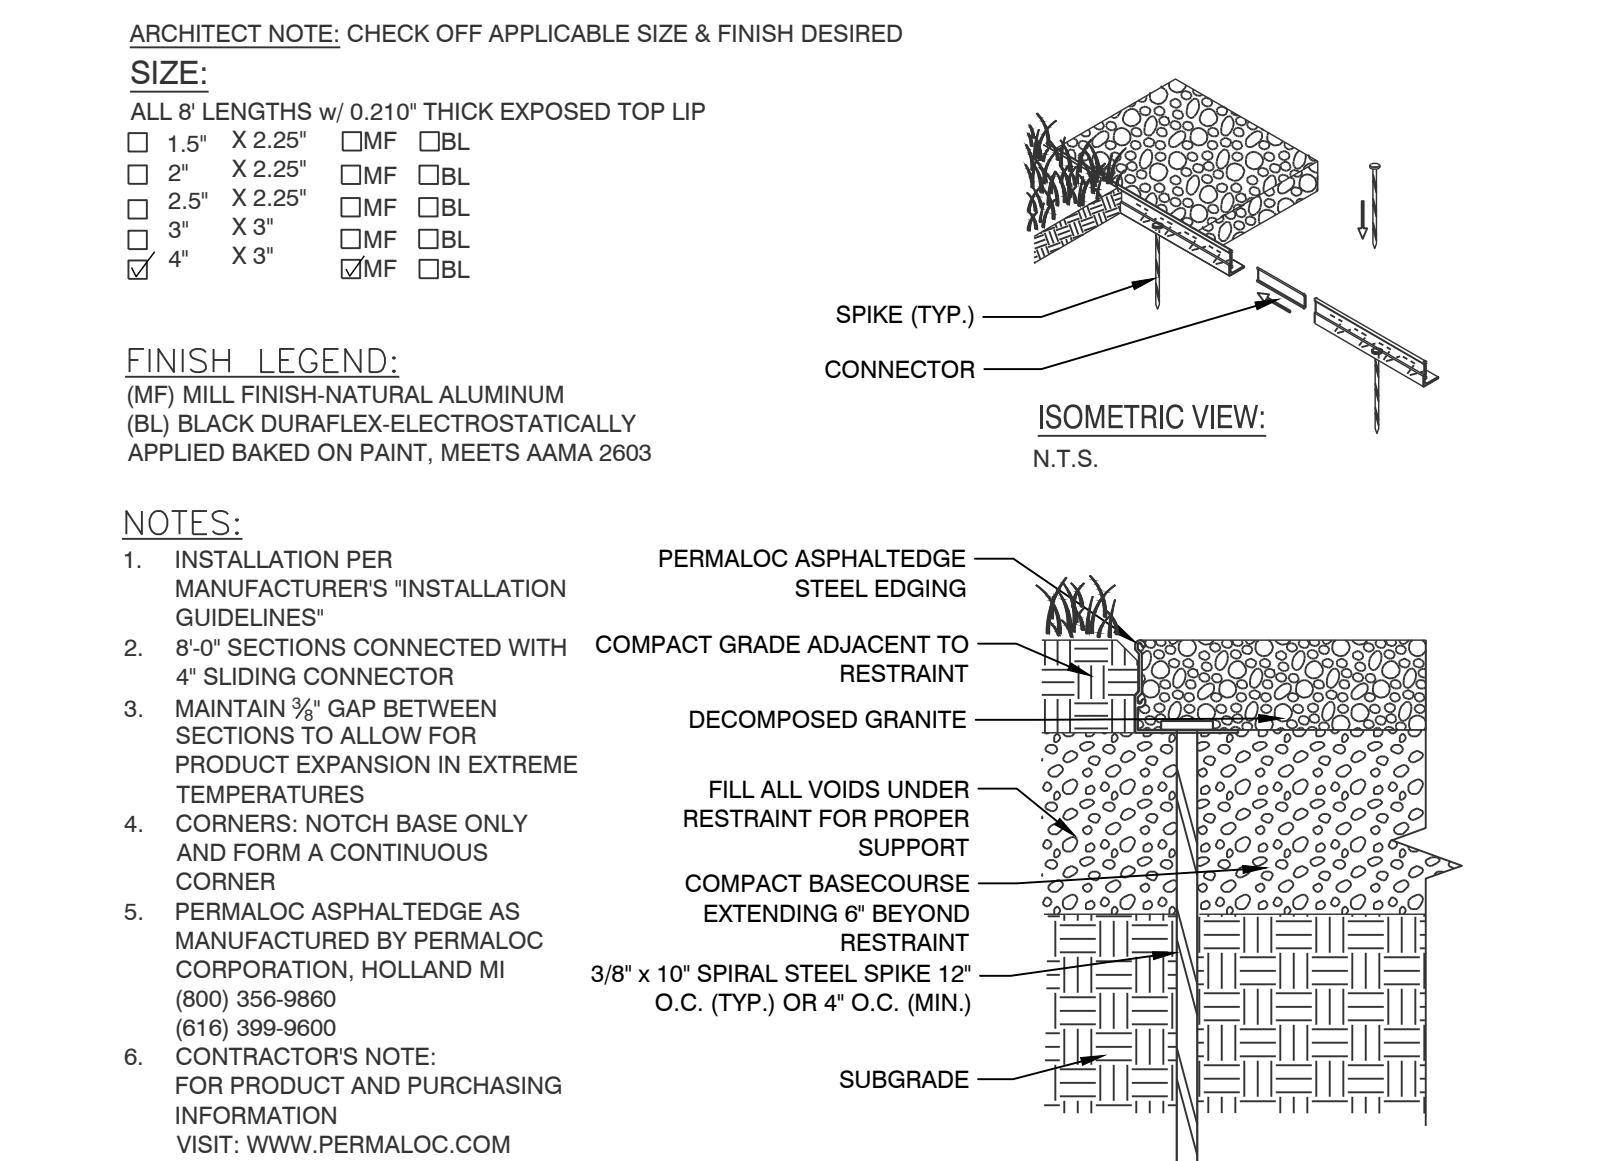 ARCHITECT NOTE: CHECK OFF APPLICABLE SIZE & FINISH DESIRED
SIZE:
ALL 8' LENGTHS w/ 0.210" THICK EXPOSED TOP LIP
1.5" X 2.25" MF BL
2" X 2.25" MF BL
2.5" X 2.25" MF BL
3" X 3" MF BL
4" X 3" MF BL
FINISH LEGEND:
(MF) MILL FINISH-NATURAL ALUMINUM
(BL) BLACK DURAFLEX-ELECTROSTATICALLY
APPLIED BAKED ON PAINT, MEETS AAMA 2603
SPIKE (TYP.)
CONNECTOR
ISOMETRIC VIEW:
N.T.S.
NOTES:
1. INSTALLATION PER
MANUFACTURER'S "INSTALLATION
GUIDELINES"
2. 8'-0" SECTIONS CONNECTED WITH
4" SLIDING CONNECTOR
3. MAINTAIN 3/8" GAP BETWEEN
SECTIONS TO ALLOW FOR
PRODUCT EXPANSION IN EXTREME
TEMPERATURES
4. CORNERS: NOTCH BASE ONLY
AND FORM A CONTINUOUS
CORNER
5. PERMALOC ASPHALTEDGE AS
MANUFACTURED BY PERMALOC
CORPORATION, HOLLAND MI
(800) 356-9860
(616) 399-9600
6. CONTRACTOR'S NOTE:
FOR PRODUCT AND PURCHASING
INFORMATION
VISIT: WWW.PERMALOC.COM
PERMALOC ASPHALTEDGE
STEEL EDGING
COMPACT GRADE ADJACENT TO
RESTRAINT
DECOMPOSED GRANITE
FILL ALL VOIDS UNDER
RESTRAINT FOR PROPER
SUPPORT
COMPACT BASECOURSE
EXTENDING 6" BEYOND
RESTRAINT
3/8" x 10" SPIRAL STEEL SPIKE 12"
O.C. (TYP.) OR 4" O.C. (MIN.)
SUBGRADE